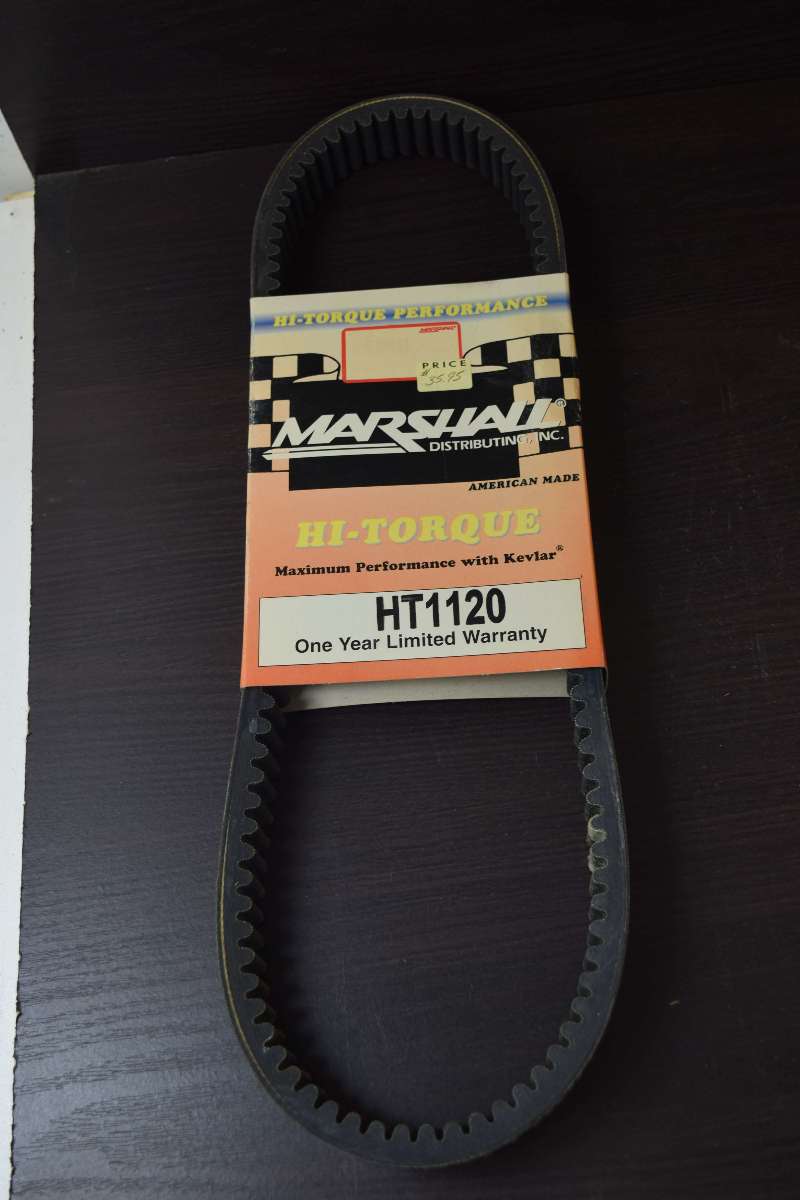 HI-TORQUE PERFORMANCE
MARSHALL
PRICE
$35.95
MARSHALL®
DISTRIBUTING, INC.
AMERICAN MADE
HI-TORQUE
Maximum Performance with Kevlar®
HT1120
One Year Limited Warranty